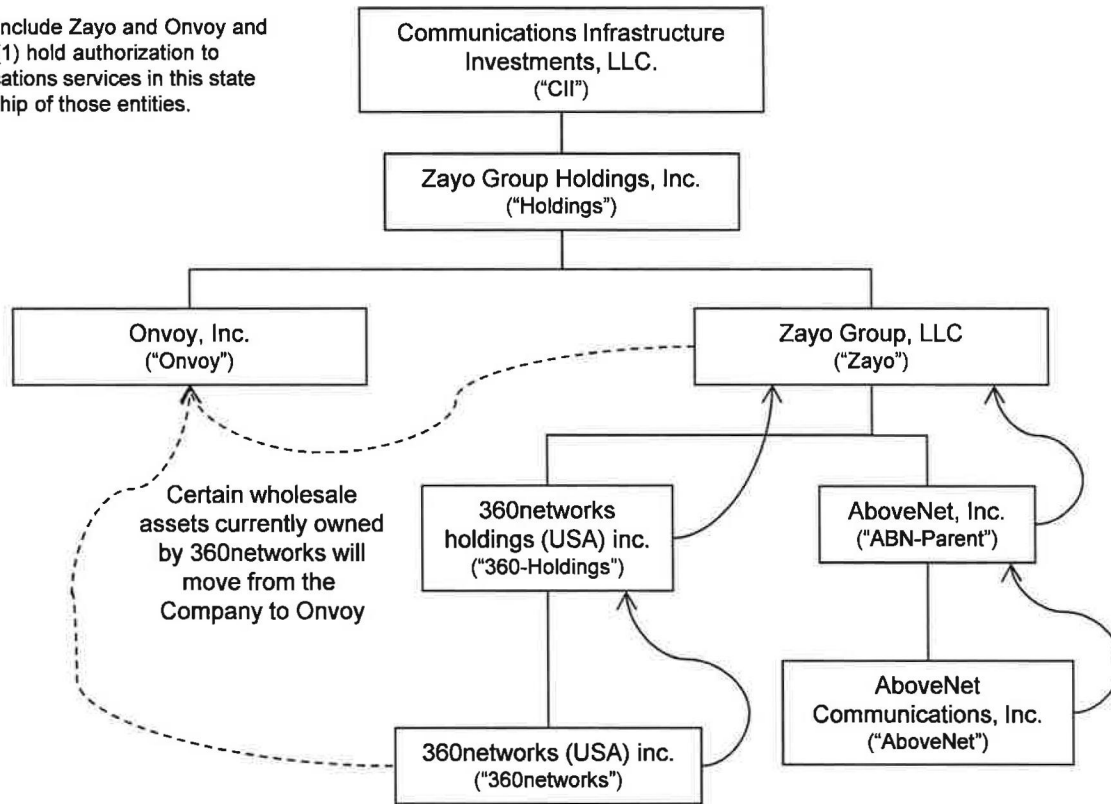 nclude Zayo and Onvoy and
(1) hold authorization to
ations services in this state
hip of those entities.
Communications Infrastructure
Investments, LLC.
("CII")
Zayo Group Holdings, Inc.
("Holdings")
Onvoy, Inc.
("Onvoy")
Zayo Group, LLC
("Zayo")
Certain wholesale
assets currently owned
by 360networks will
move from the
Company to Onvoy
360networks
holdings (USA) inc.
("360-Holdings")
AboveNet, Inc.
("ABN-Parent")
360networks (USA) inc.
("360networks")
AboveNet
Communications, Inc.
("AboveNet")